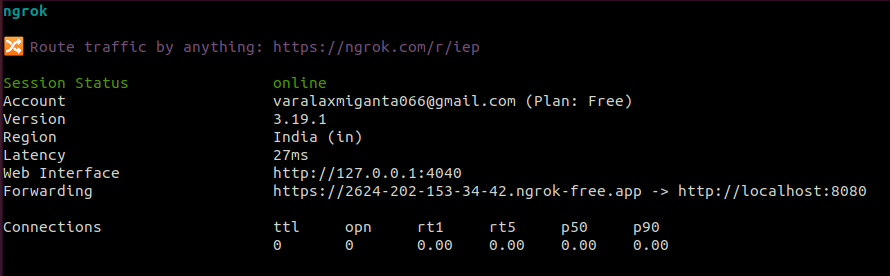 ngrok
🔀 Route traffic by anything: https://ngrok.com/r/iep
Session Status online
Account varalaxmiganta066@gmail.com (Plan: Free)
Version 3.19.1
Region India (in)
Latency 27ms
Web Interface http://127.0.0.1:4040
Forwarding https://2624-202-153-34-42.ngrok-free.app -> http://localhost:8080
Connections ttl opn rt1 rt5 p50 p90
0 0 0.00 0.00 0.00 0.00